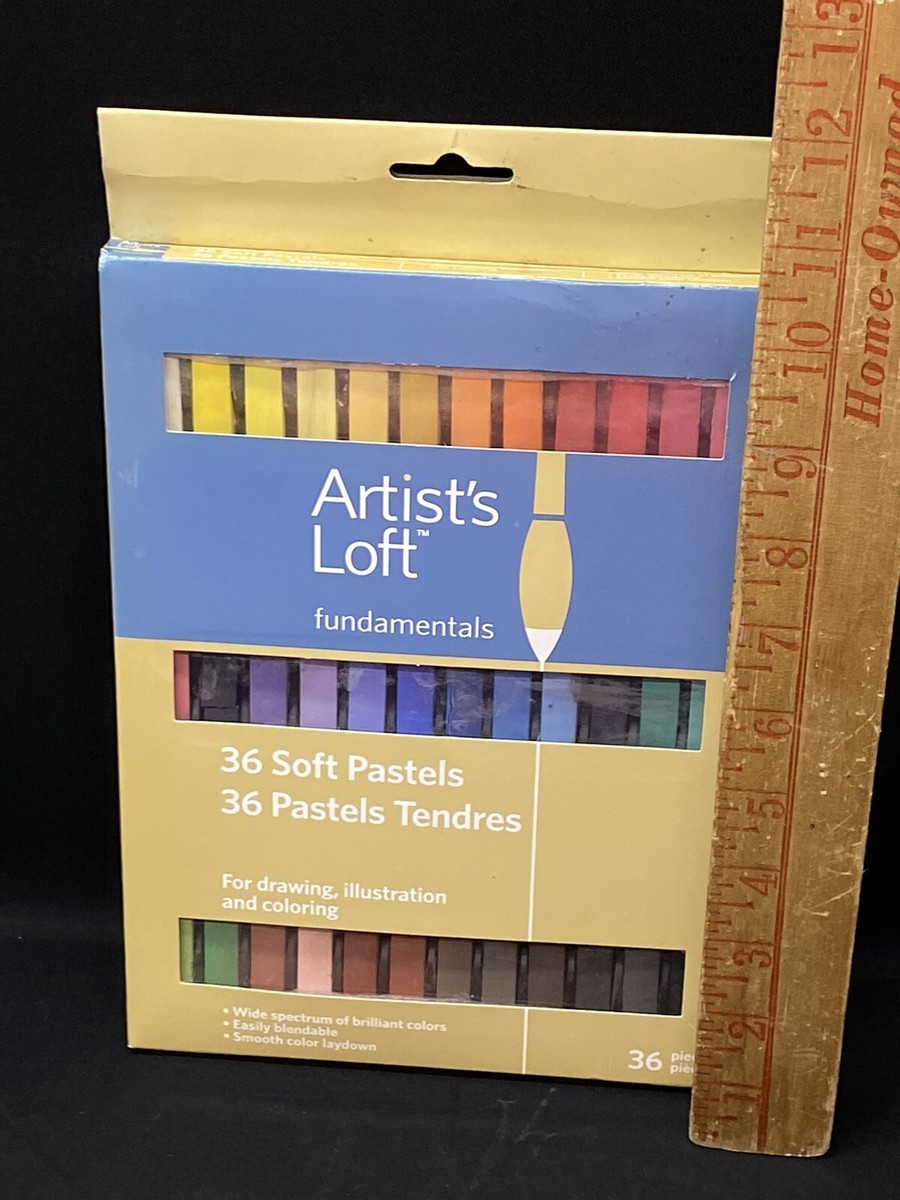 Artist's
Loft™
fundamentals
36 Soft Pastels
36 Pastels Tendres
For drawing, illustration
and coloring
• Wide spectrum of brilliant colors
• Easily blendable
• Smooth color laydown
36 pie
piè
13
12
11
10
9
8
7
6
5
4
3
2
1
Home-Owned